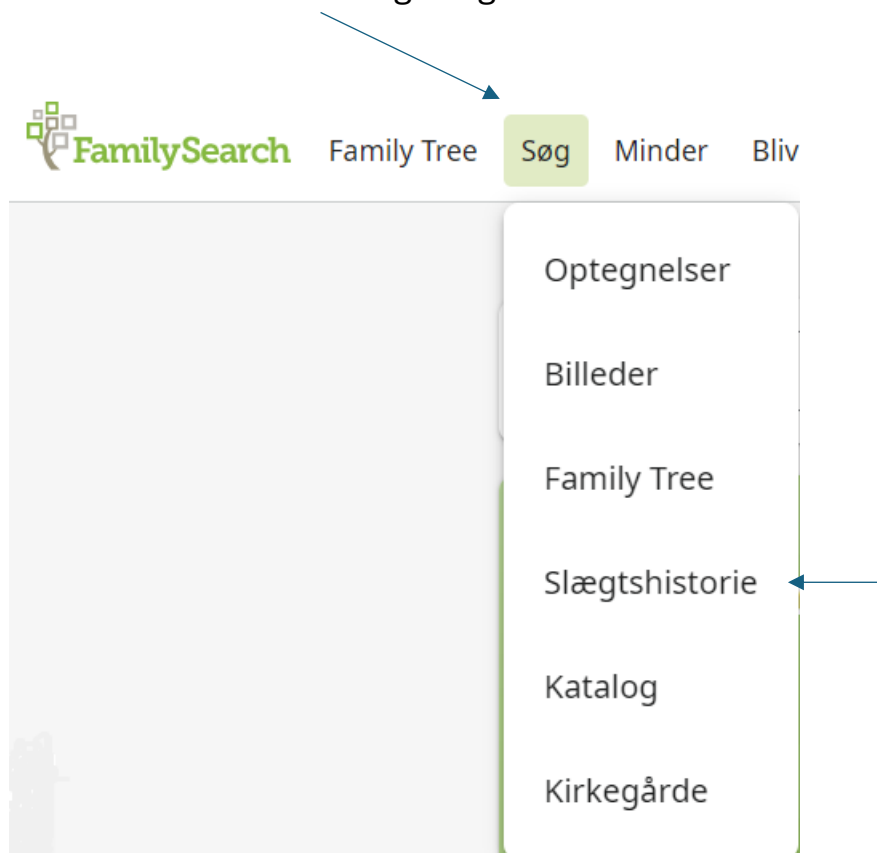 FamilySearch Family Tree Søg Minder Bliv
Optegnelser
Billeder
Family Tree
Slægtshistorie
Katalog
Kirkegårde